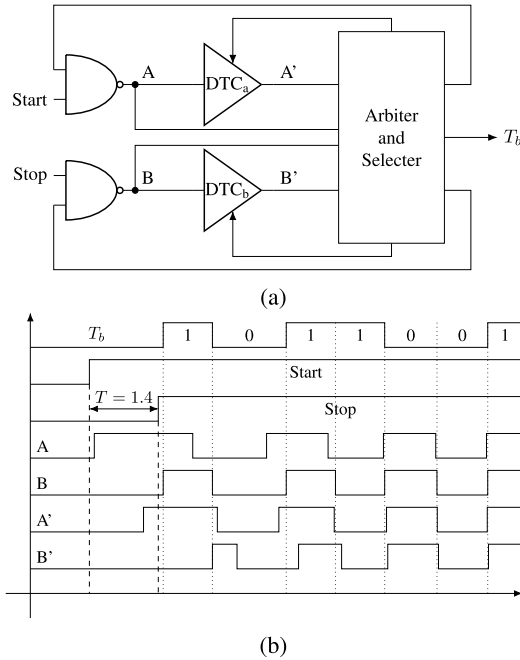 A
DTCa
A'
Start
Arbiter
and
Selecter
Tb
Stop
B
DTCb
B'
(a)
Tb
1
0
1
1
0
0
1
Start
T = 1.4
Stop
A
B
A'
B'
(b)